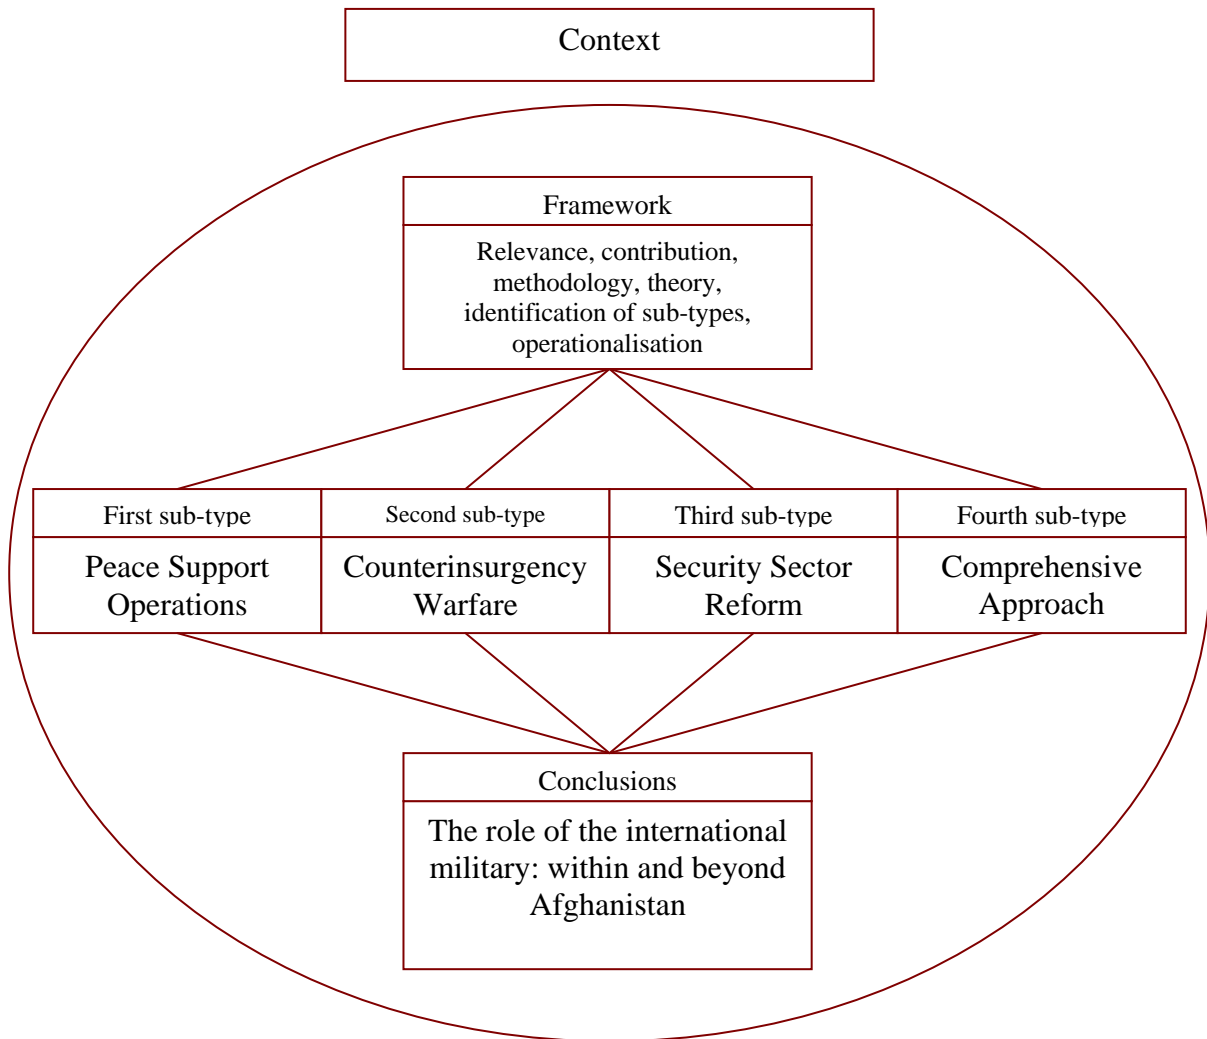 Context
Framework
Relevance, contribution,
methodology, theory,
identification of sub-types,
operationalisation
First sub-type
Second sub-type
Third sub-type
Fourth sub-type
Peace Support
Operations
Counterinsurgency
Warfare
Security Sector
Reform
Comprehensive
Approach
Conclusions
The role of the international
military: within and beyond
Afghanistan